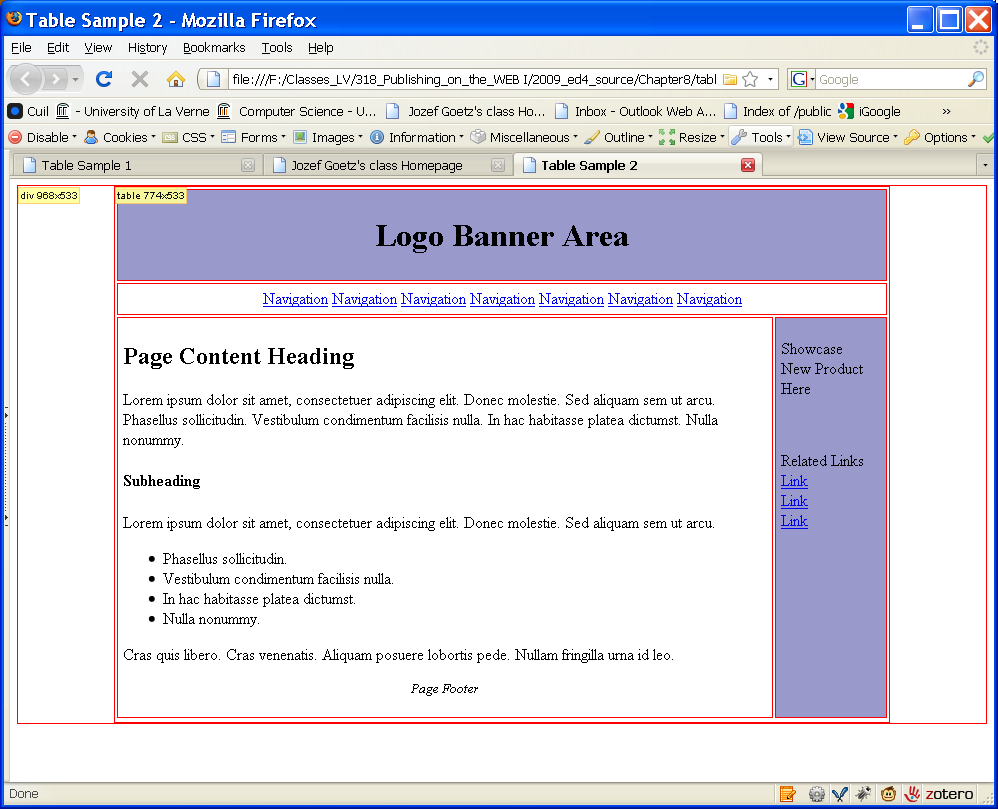 Table Sample 2 - Mozilla Firefox
File Edit View History Bookmarks Tools Help
file:///F:/Classes_LV/318_Publishing_on_the_WEB I/2009_ed4_source/Chapter8/tabl
G Google
Cuil - University of La Verne Computer Science - U... Jozef Goetz's class Ho... Inbox - Outlook Web A... Index of /public iGoogle »
Disable Cookies CSS Forms Images Information Miscellaneous Outline Resize Tools View Source Options
Table Sample 1 Jozef Goetz's class Homepage Table Sample 2
div 968x533 table 774x533
Logo Banner Area
Navigation Navigation Navigation Navigation Navigation Navigation Navigation
Page Content Heading
Lorem ipsum dolor sit amet, consectetuer adipiscing elit. Donec molestie. Sed aliquam sem ut arcu.
Phasellus sollicitudin. Vestibulum condimentum facilisis nulla. In hac habitasse platea dictumst. Nulla
nonummy.
Subheading
Lorem ipsum dolor sit amet, consectetuer adipiscing elit. Donec molestie. Sed aliquam sem ut arcu.
• Phasellus sollicitudin.
• Vestibulum condimentum facilisis nulla.
• In hac habitasse platea dictumst.
• Nulla nonummy.
Cras quis libero. Cras venenatis. Aliquam posuere lobortis pede. Nullam fringilla urna id leo.
Page Footer
Showcase
New Product
Here
Related Links
Link
Link
Link
Done zotero